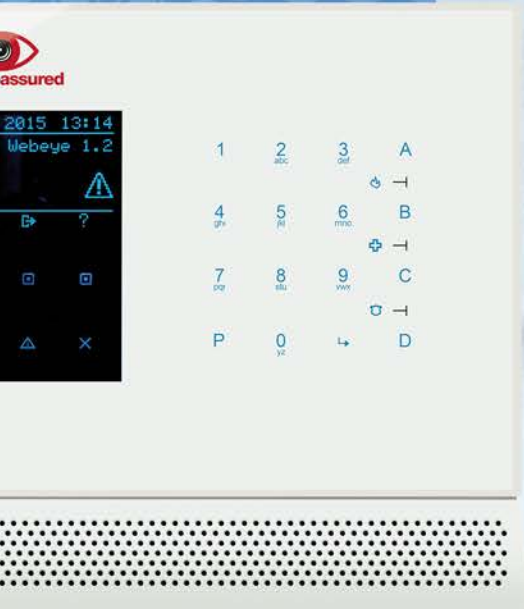 assured
2015 13:14
Webeye 1.2
?
1 2 3 A
abc def
4 5 6 B
ghi jkl mno
7 8 9 C
pqr stu vwx
P 0 D
yz